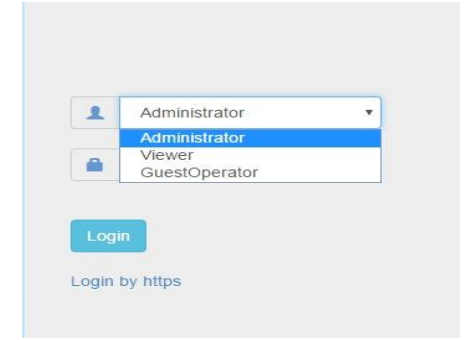 Administrator
Administrator
Viewer
GuestOperator
Login
Login by https